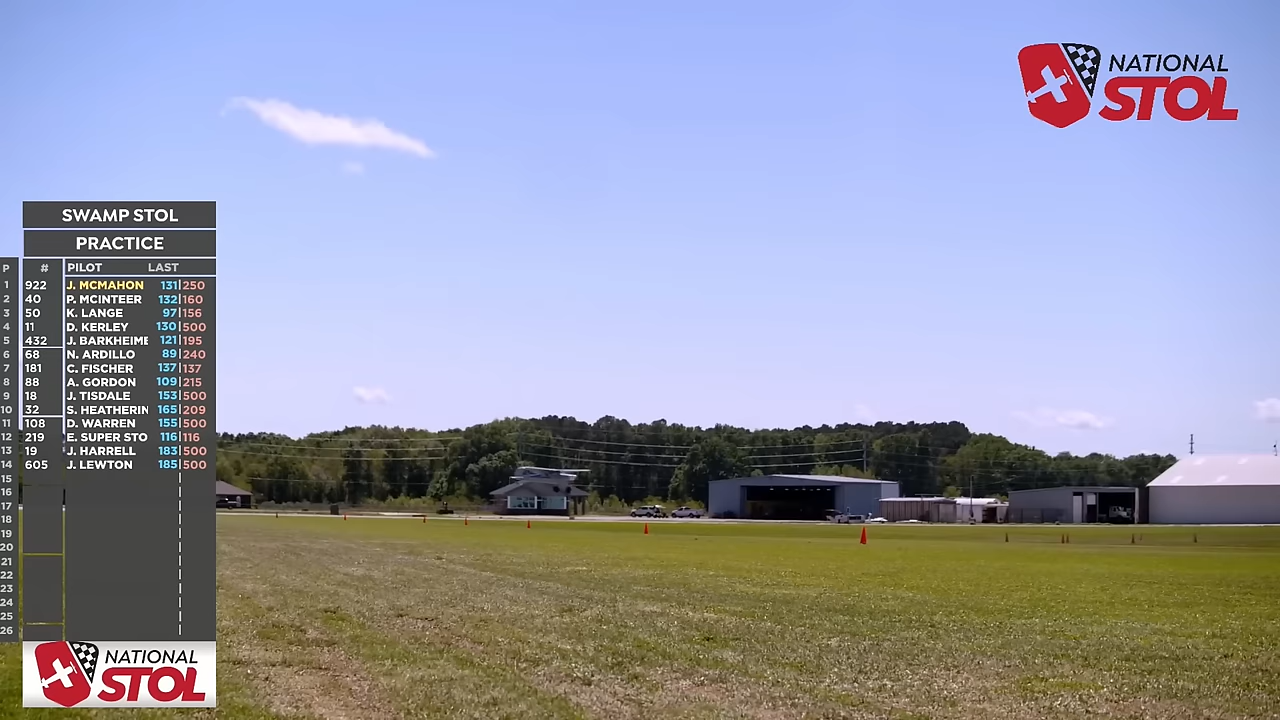 NATIONAL
STOL
SWAMP STOL
PRACTICE
P # PILOT LAST
1 922 J. MCMAHON 131 250
2 40 P. MCINTEER 132 160
3 50 K. LANGE 97 156
4 11 D. KERLEY 130 500
5 432 J. BARKHEIME 121 195
6 68 N. ARDILLO 89 240
7 181 C. FISCHER 137 137
8 88 A. GORDON 109 215
9 18 J. TISDALE 153 500
10 32 S. HEATHERIN 165 209
11 108 D. WARREN 155 500
12 219 E. SUPER STO 116 116
13 19 J. HARRELL 183 500
14 605 J. LEWTON 185 500
15
16
17
18
19
20
21
22
23
24
25
26
NATIONAL
STOL